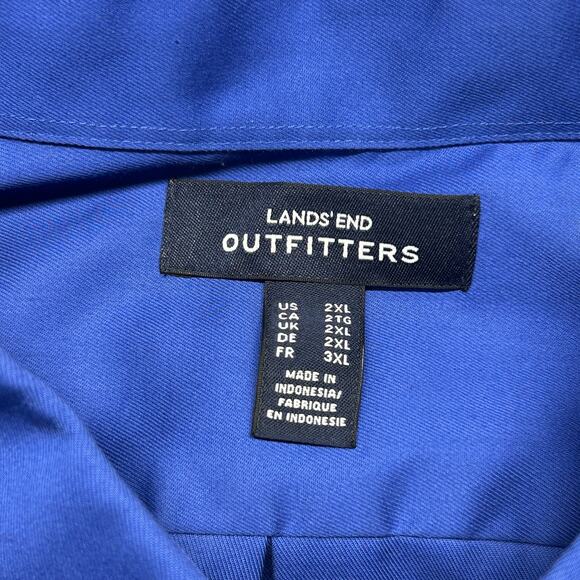 LANDS' END
OUTFITTERS
US 2XL
CA 2TG
UK 2XL
DE 2XL
FR 3XL
MADE IN
INDONESIA/
FABRIQUE
EN INDONESIE